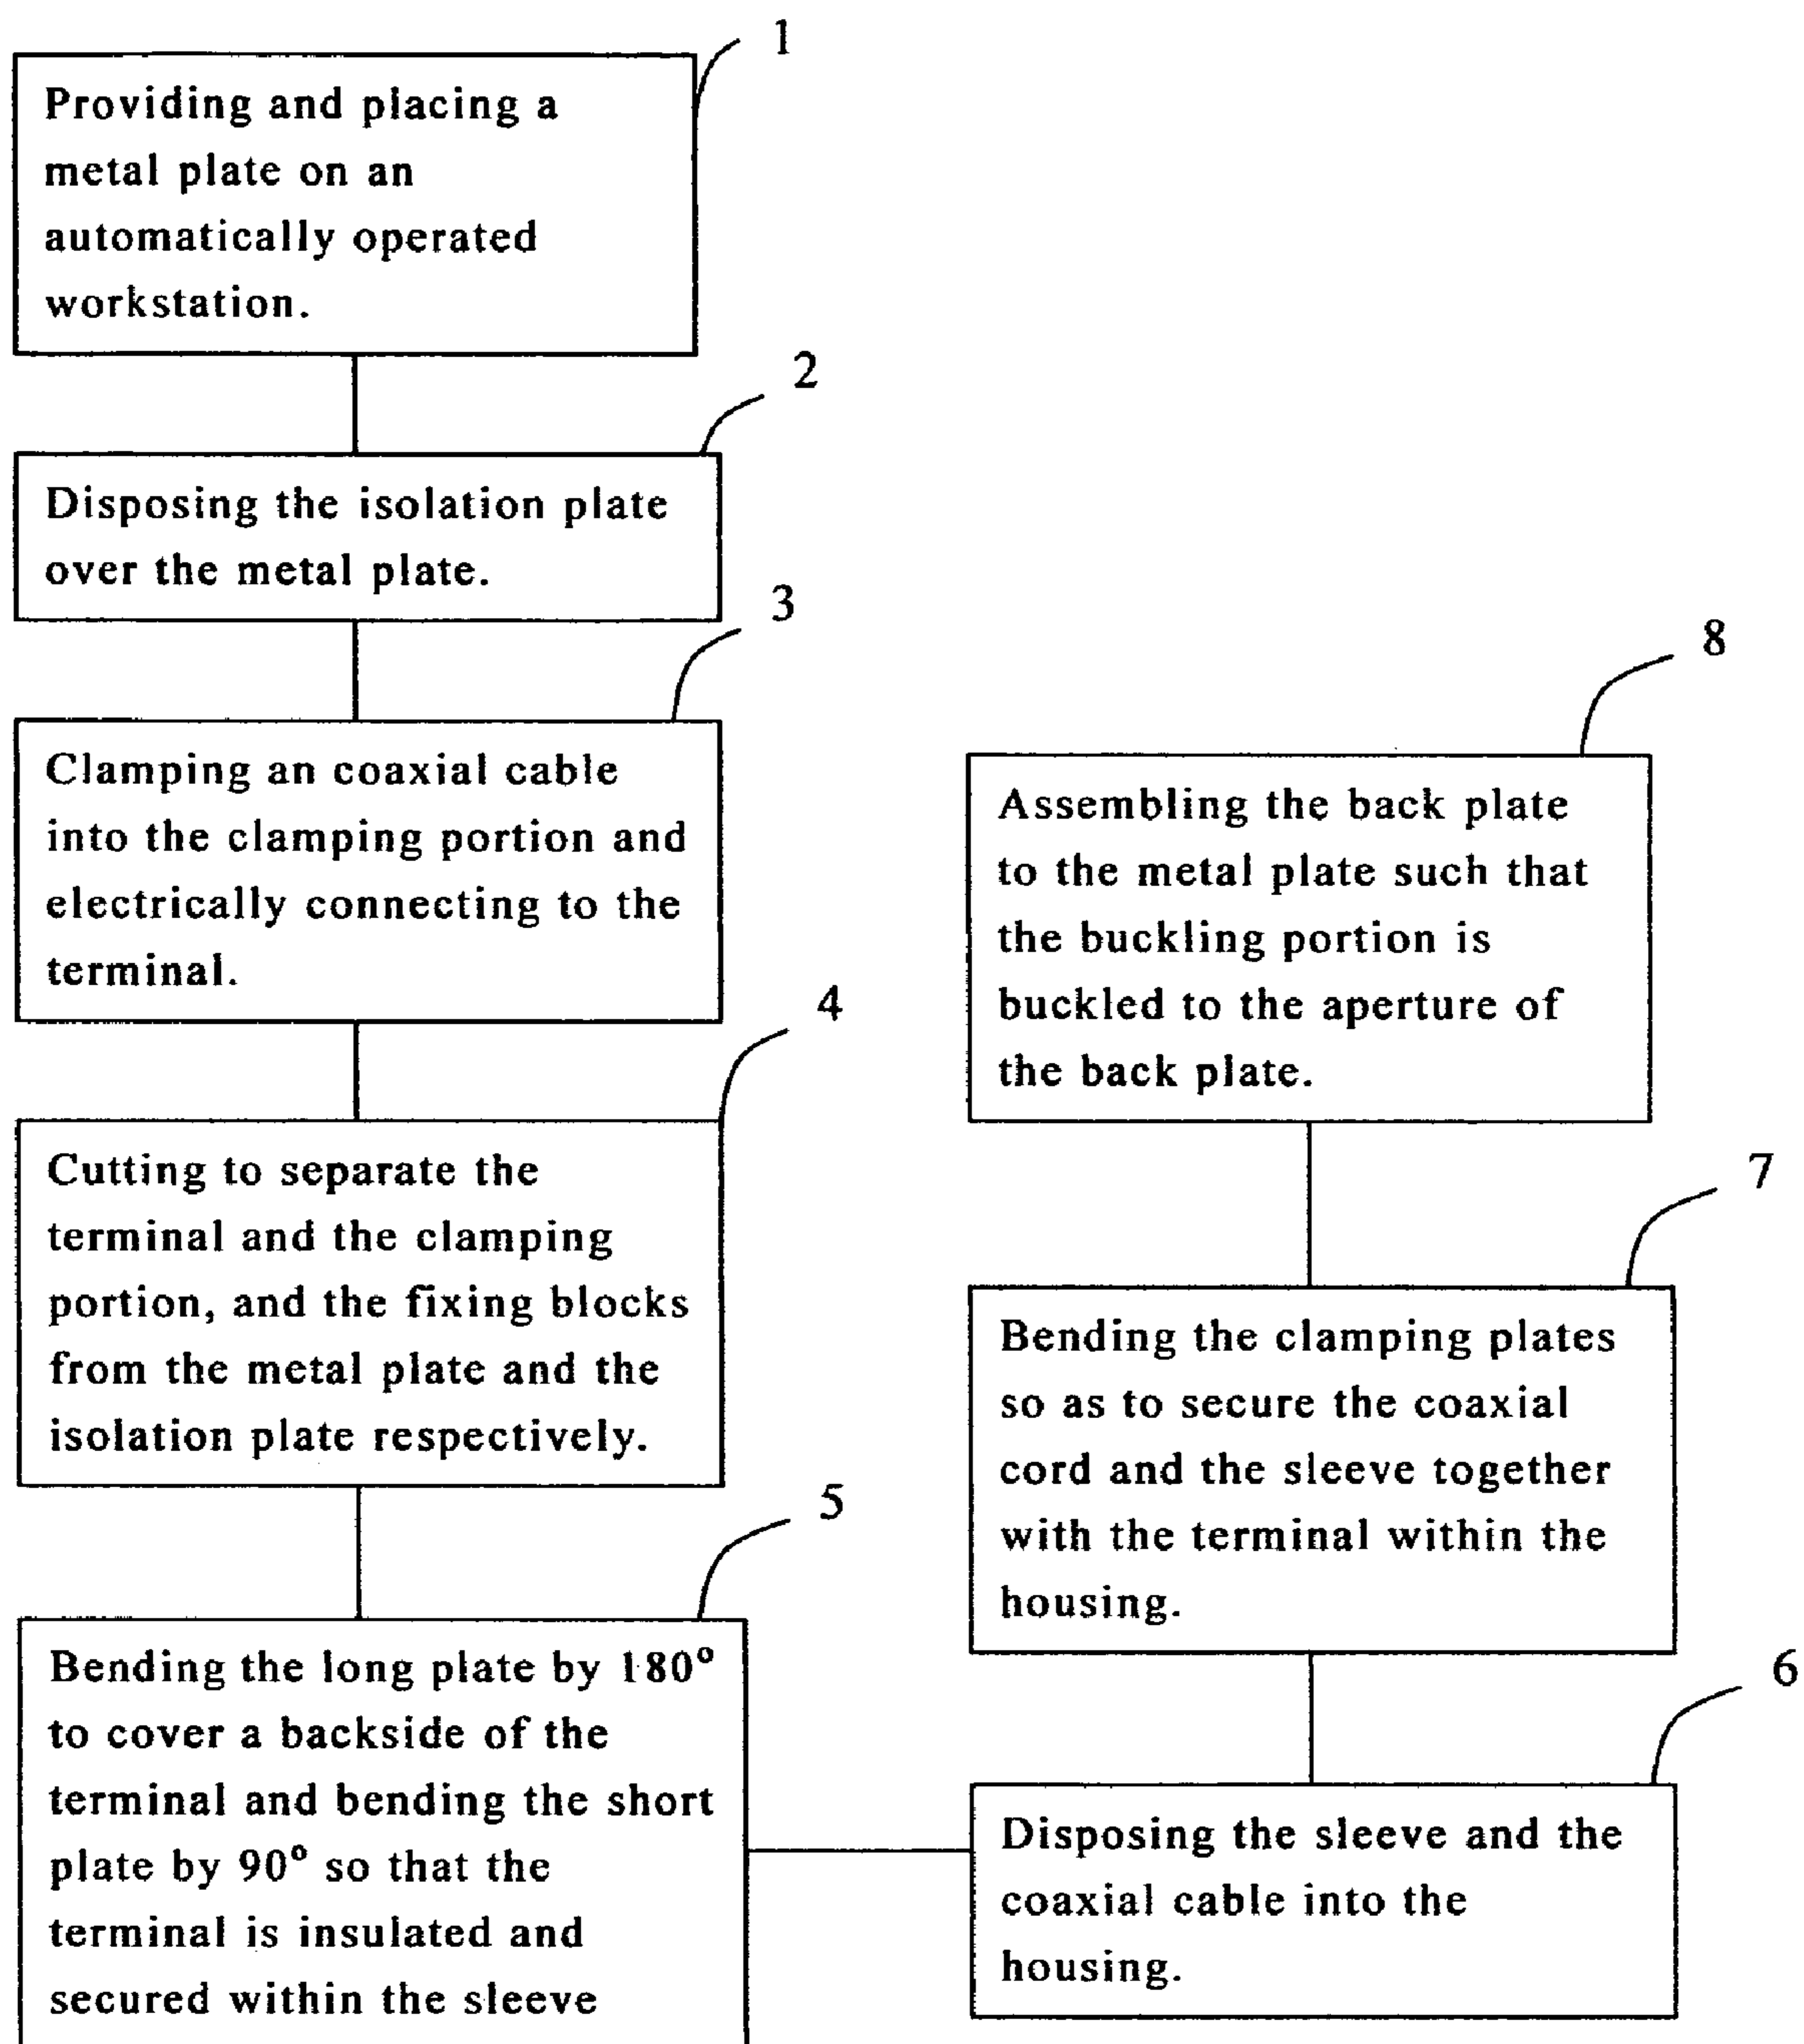 1
Providing and placing a
metal plate on an
automatically operated
workstation.
2
Disposing the isolation plate
over the metal plate.
3
Clamping an coaxial cable
into the clamping portion and
electrically connecting to the
terminal.
4
Cutting to separate the
terminal and the clamping
portion, and the fixing blocks
from the metal plate and the
isolation plate respectively.
5
Bending the long plate by 180°
to cover a backside of the
terminal and bending the short
plate by 90° so that the
terminal is insulated and
secured within the sleeve
6
Disposing the sleeve and the
coaxial cable into the
housing.
7
Bending the clamping plates
so as to secure the coaxial
cord and the sleeve together
with the terminal within the
housing.
8
Assembling the back plate
to the metal plate such that
the buckling portion is
buckled to the aperture of
the back plate.